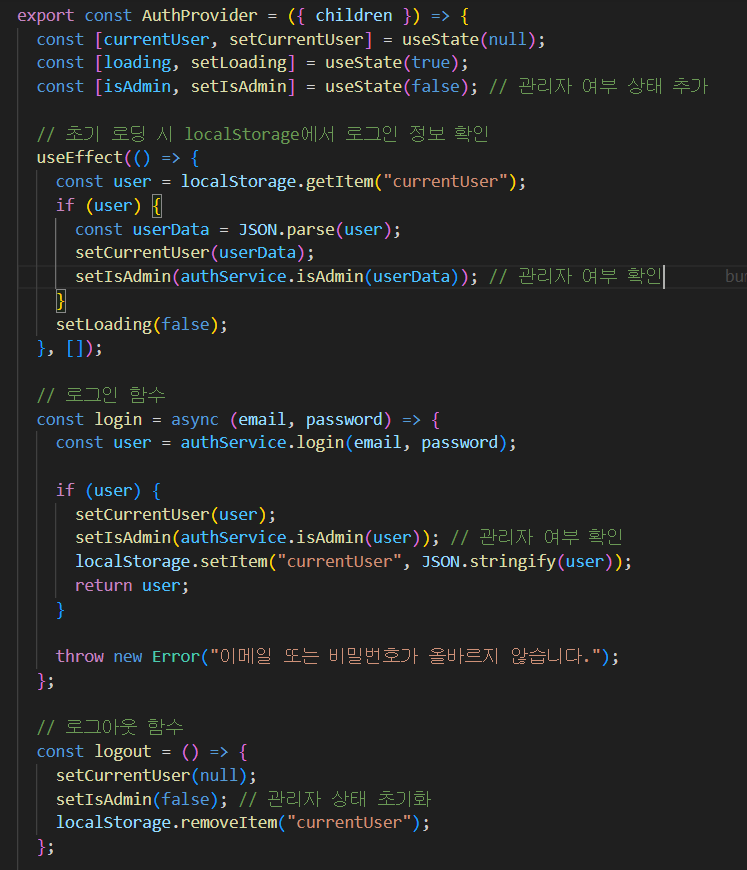 export const AuthProvider = ({ children }) => {
  const [currentUser, setCurrentUser] = useState(null);
  const [loading, setLoading] = useState(true);
  const [isAdmin, setIsAdmin] = useState(false); // 관리자 여부 상태 추가

  // 초기 로딩 시 localStorage에서 로그인 정보 확인
  useEffect(() => {
    const user = localStorage.getItem("currentUser");
    if (user) {
      const userData = JSON.parse(user);
      setCurrentUser(userData);
      setIsAdmin(authService.isAdmin(userData)); // 관리자 여부 확인
    }
    setLoading(false);
  }, []);

  // 로그인 함수
  const login = async (email, password) => {
    const user = authService.login(email, password);

    if (user) {
      setCurrentUser(user);
      setIsAdmin(authService.isAdmin(user)); // 관리자 여부 확인
      localStorage.setItem("currentUser", JSON.stringify(user));
      return user;
    }

    throw new Error("이메일 또는 비밀번호가 올바르지 않습니다.");
  };

  // 로그아웃 함수
  const logout = () => {
    setCurrentUser(null);
    setIsAdmin(false); // 관리자 상태 초기화
    localStorage.removeItem("currentUser");
  };